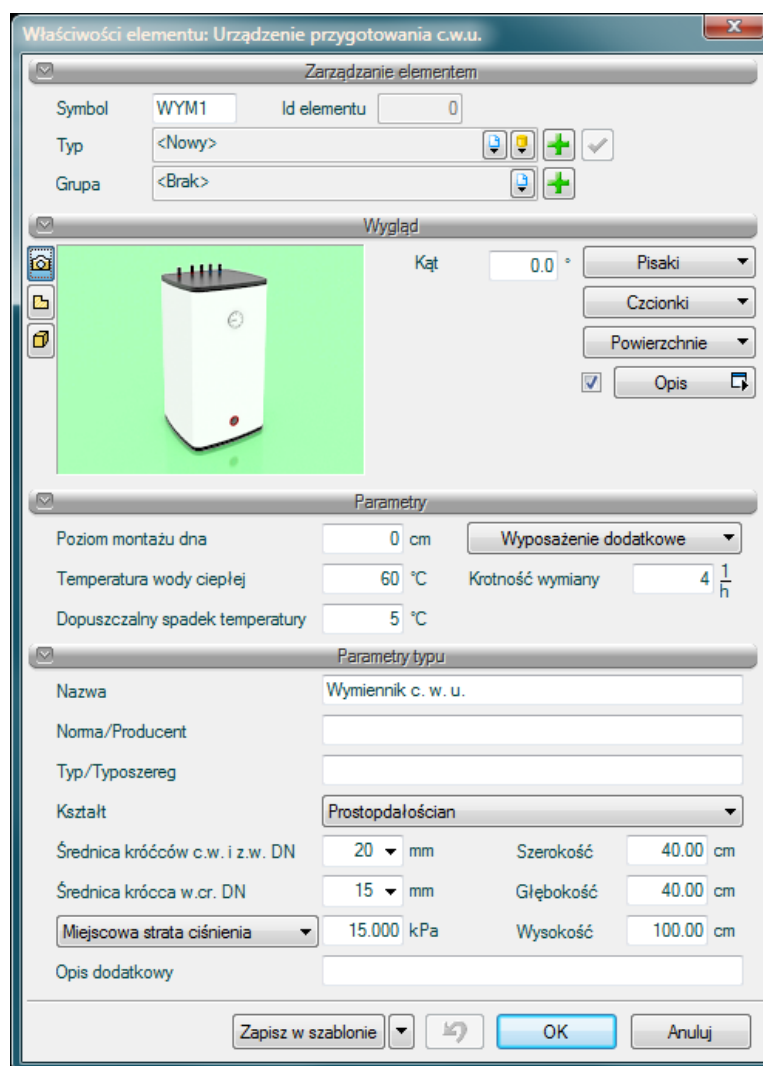 Właściwości elementu: Urządzenie przygotowania c.w.u.
Zarządzanie elementem
Symbol WYM1 Id elementu 0
Typ <Nowy>
Grupa <Brak>
Wygląd
Kąt 0.0 ° Pisaki
Czcionki
Powierzchnie
Opis
Parametry
Poziom montażu dna 0 cm Wyposażenie dodatkowe
Temperatura wody ciepłej 60 °C Krotność wymiany 4 1/h
Dopuszczalny spadek temperatury 5 °C
Parametry typu
Nazwa Wymiennik c. w. u.
Norma/Producent
Typ/Typoszereg
Kształt Prostopdałościan
Średnica króćców c.w. i z.w. DN 20 mm Szerokość 40.00 cm
Średnica krócca w.cr. DN 15 mm Głębokość 40.00 cm
Miejscowa strata ciśnienia 15.000 kPa Wysokość 100.00 cm
Opis dodatkowy
Zapisz w szablonie OK Anuluj